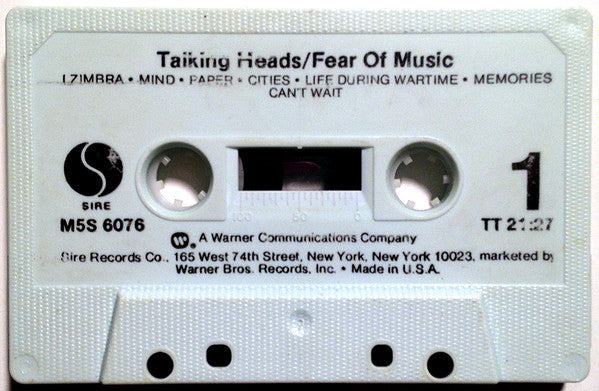 Talking Heads/Fear Of Music
I ZIMBRA • MIND • PAPER • CITIES • LIFE DURING WARTIME • MEMORIES
CAN'T WAIT
SIRE
1
M5S 6076
TT 21:27
100 50 0
A Warner Communications Company
Sire Records Co., 165 West 74th Street, New York, New York 10023, marketed by
Warner Bros. Records, Inc. • Made in U.S.A.